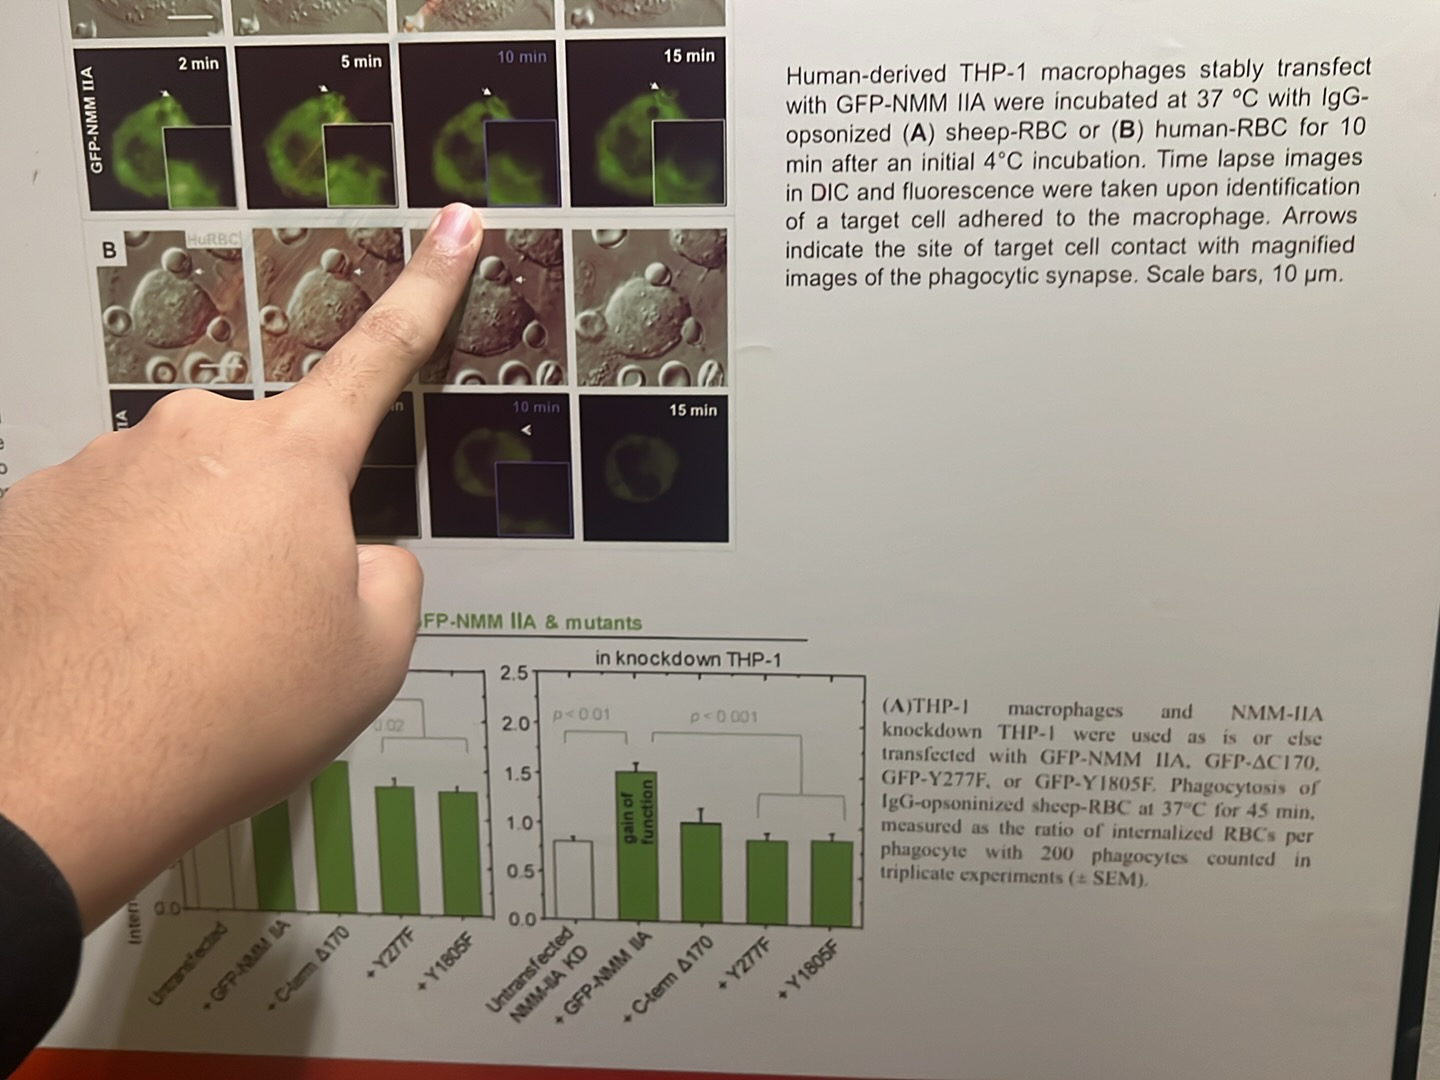 2 min
5 min
10 min
15 min
GFP-NMM IIA
B
HuRBC
10 min
15 min
Human-derived THP-1 macrophages stably transfect
with GFP-NMM IIA were incubated at 37 ºC with IgG-
opsonized (A) sheep-RBC or (B) human-RBC for 10
min after an initial 4°C incubation. Time lapse images
in DIC and fluorescence were taken upon identification
of a target cell adhered to the macrophage. Arrows
indicate the site of target cell contact with magnified
images of the phagocytic synapse. Scale bars, 10 µm.
FP-NMM IIA & mutants
in knockdown THP-1
2.5
2.0
1.5
1.0
0.5
0.0
p < 0.01
p < 0.001
gain of
function
0.02
0.0
Untransfected
+ GFP-NMM IIA
+ C-term Δ170
+ Y277F
+ Y1805F
Untransfected
NMM-IIA KD
+ GFP-NMM IIA
+ C-term Δ170
+ Y277F
+ Y1805F
(A)THP-1 macrophages and NMM-IIA
knockdown THP-1 were used as is or else
transfected with GFP-NMM IIA, GFP-ΔC170,
GFP-Y277F, or GFP-Y1805F. Phagocytosis of
IgG-opsoninized sheep-RBC at 37°C for 45 min,
measured as the ratio of internalized RBCs per
phagocyte with 200 phagocytes counted in
triplicate experiments (± SEM).